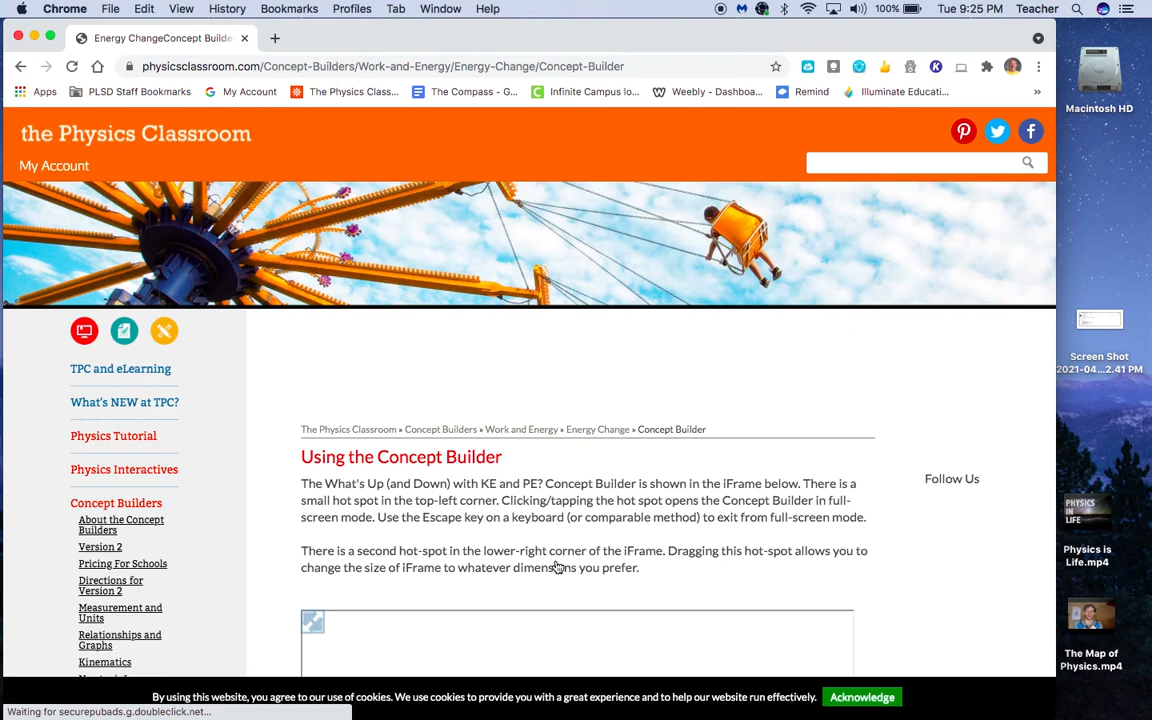 Chrome File Edit View History Bookmarks Profiles Tab Window Help 100% Tue 9:25 PM Teacher
Energy ChangeConcept Builde
physicsclassroom.com/Concept-Builders/Work-and-Energy/Energy-Change/Concept-Builder
Apps PLSD Staff Bookmarks My Account The Physics Class... The Compass - G... Infinite Campus lo... Weebly - Dashboa... Remind Illuminate Educati... »
the Physics Classroom
My Account
TPC and eLearning
What's NEW at TPC?
Physics Tutorial
Physics Interactives
Concept Builders
About the Concept
Builders
Version 2
Pricing For Schools
Directions for
Version 2
Measurement and
Units
Relationships and
Graphs
Kinematics
The Physics Classroom » Concept Builders » Work and Energy » Energy Change » Concept Builder
Using the Concept Builder
The What's Up (and Down) with KE and PE? Concept Builder is shown in the iFrame below. There is a
small hot spot in the top-left corner. Clicking/tapping the hot spot opens the Concept Builder in full-
screen mode. Use the Escape key on a keyboard (or comparable method) to exit from full-screen mode.
There is a second hot-spot in the lower-right corner of the iFrame. Dragging this hot-spot allows you to
change the size of iFrame to whatever dimensions you prefer.
Follow Us
By using this website, you agree to our use of cookies. We use cookies to provide you with a great experience and to help our website run effectively. Acknowledge
Waiting for securepubads.g.doubleclick.net...
Macintosh HD
Screen Shot
2021-04...2.41 PM
PHYSICS
IN
LIFE
Physics is
Life.mp4
The Map of
Physics.mp4